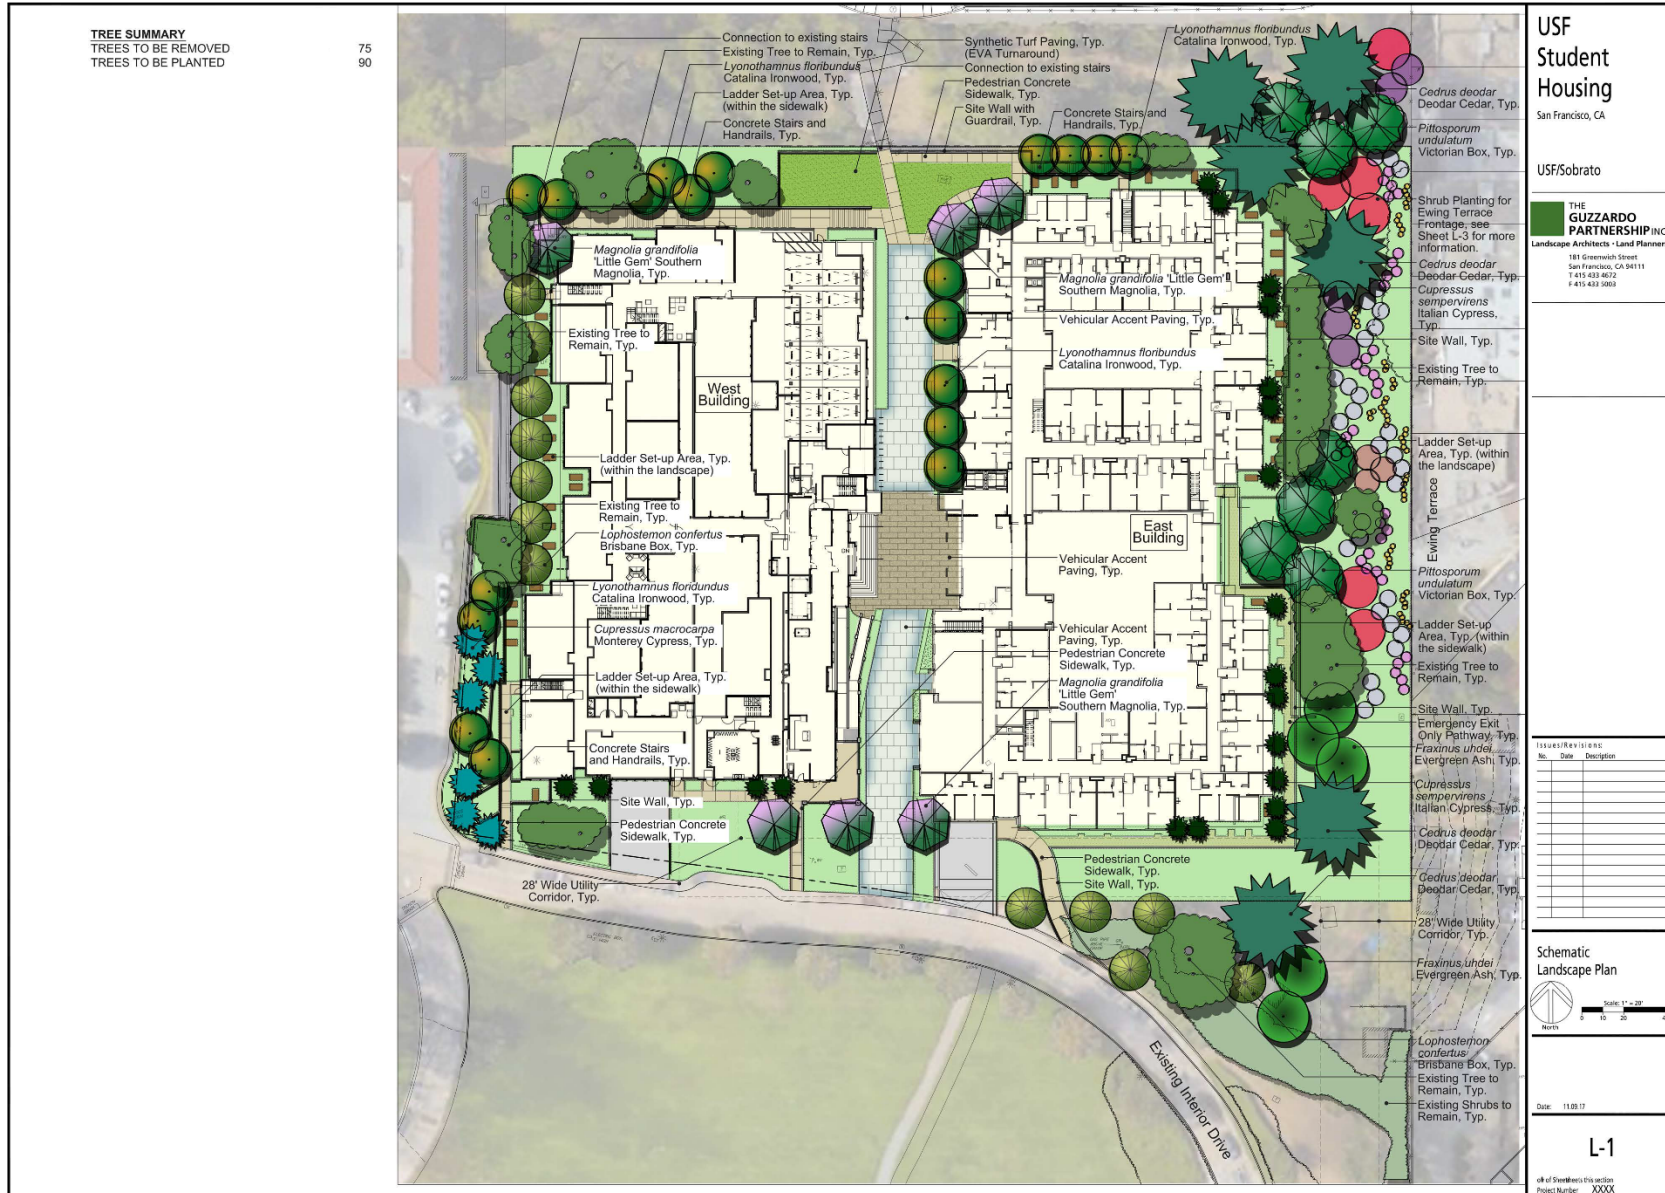 TREE SUMMARY
TREES TO BE REMOVED 75
TREES TO BE PLANTED 90
Connection to existing stairs
Existing Tree to Remain, Typ.
Lyonothamnus floribundus
Catalina Ironwood, Typ.
Ladder Set-up Area, Typ.
(within the sidewalk)
Concrete Stairs and
Handrails, Typ.
Synthetic Turf Paving, Typ.
(EVA Turnaround)
Connection to existing stairs
Pedestrian Concrete
Sidewalk, Typ.
Site Wall with
Guardrail, Typ.
Lyonothamnus floribundus
Catalina Ironwood, Typ.
Concrete Stairs and
Handrails, Typ.
Magnolia grandifolia
'Little Gem' Southern
Magnolia, Typ.
Existing Tree to
Remain, Typ.
West
Building
Ladder Set-up Area, Typ.
(within the landscape)
Existing Tree to
Remain, Typ.
Lophostemon confertus
Brisbane Box, Typ.
Lyonothamnus floridundus
Catalina Ironwood, Typ.
Cupressus macrocarpa
Monterey Cypress, Typ.
Ladder Set-up Area, Typ.
(within the sidewalk)
Concrete Stairs
and Handrails, Typ.
Site Wall, Typ.
Pedestrian Concrete
Sidewalk, Typ.
28' Wide Utility
Corridor, Typ.
DN
Magnolia grandifolia 'Little Gem'
Southern Magnolia, Typ.
Vehicular Accent Paving, Typ.
Lyonothamnus floribundus
Catalina Ironwood, Typ.
East
Building
Vehicular Accent
Paving, Typ.
Vehicular Accent
Paving, Typ.
Pedestrian Concrete
Sidewalk, Typ.
Magnolia grandifolia
'Little Gem'
Southern Magnolia, Typ.
Pedestrian Concrete
Sidewalk, Typ.
Site Wall, Typ.
Existing Interior Drive
Ewing Terrace
Cedrus deodar
Deodar Cedar, Typ.
Pittosporum
undulatum
Victorian Box, Typ.
Shrub Planting for
Ewing Terrace
Frontage, see
Sheet L-3 for more
information.
Cedrus deodar
Deodar Cedar, Typ.
Cupressus
sempervirens
Italian Cypress,
Typ.
Site Wall, Typ.
Existing Tree to
Remain, Typ.
Ladder Set-up
Area, Typ. (within
the landscape)
Pittosporum
undulatum
Victorian Box, Typ.
Ladder Set-up
Area, Typ. (within
the sidewalk)
Existing Tree to
Remain, Typ.
Site Wall, Typ.
Emergency Exit
Only Pathway, Typ.
Fraxinus uhdei
Evergreen Ash, Typ.
Cupressus
sempervirens
Italian Cypress, Typ.
Cedrus deodar
Deodar Cedar, Typ.
Cedrus deodar
Deodar Cedar, Typ.
28' Wide Utility
Corridor, Typ.
Fraxinus uhdei
Evergreen Ash, Typ.
Lophostemon
confertus
Brisbane Box, Typ.
Existing Tree to
Remain, Typ.
Existing Shrubs to
Remain, Typ.
USF
Student
Housing
San Francisco, CA
USF/Sobrato
THE
GUZZARDO
PARTNERSHIP INC
Landscape Architects · Land Planner
181 Greenwich Street
San Francisco, CA 94111
T 415 433 4672
F 415 433 5003
Issues/Revisions:
No. Date Description
Schematic
Landscape Plan
North
Scale: 1" = 20'
0 10 20 4
Date: 11.09.17
L-1
Project Number XXXX